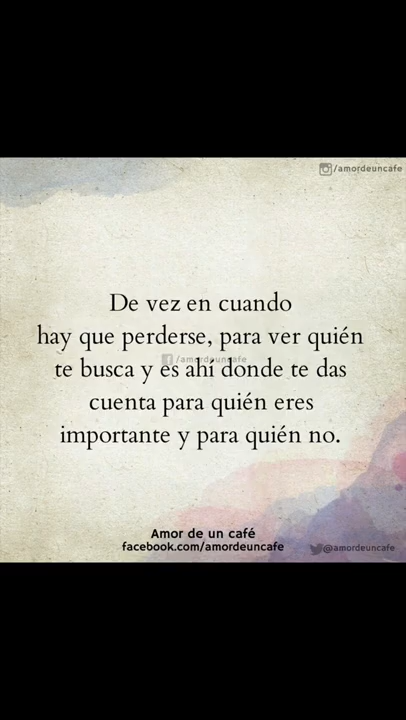 /amordeuncafe
De vez en cuando
hay que perderse, para ver quién
/amordeuncafe
te busca y es ahí donde te das
cuenta para quién eres
importante y para quién no.
Amor de un café
facebook.com/amordeuncafe
@amordeuncafe